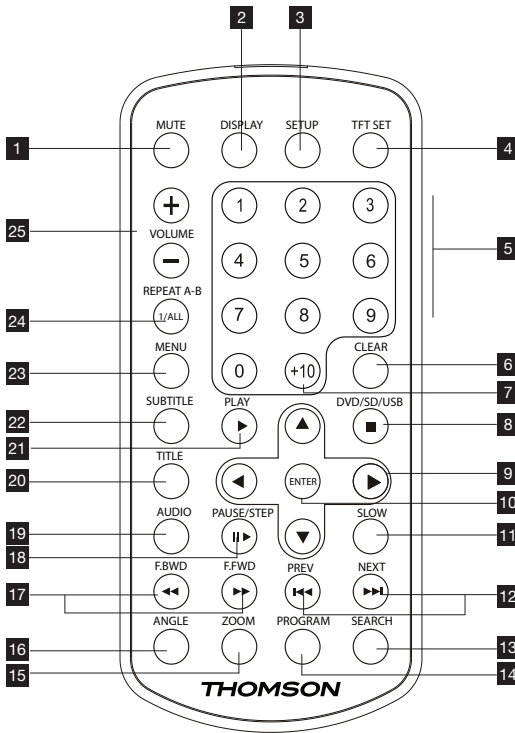 2 3
MUTE DISPLAY SETUP TFT SET
1 4
1 2 3
25 VOLUME 5
4 5 6
REPEAT A-B
24 1/ALL 7 8 9
MENU CLEAR
23 0 +10 6
7
SUBTITLE PLAY DVD/SD/USB
22 8
21
TITLE
20 ENTER 9
10
AUDIO PAUSE/STEP SLOW
19 11
18
F.BWD F.FWD PREV NEXT
17 12
ANGLE ZOOM PROGRAM SEARCH
16 13
15 14
THOMSON